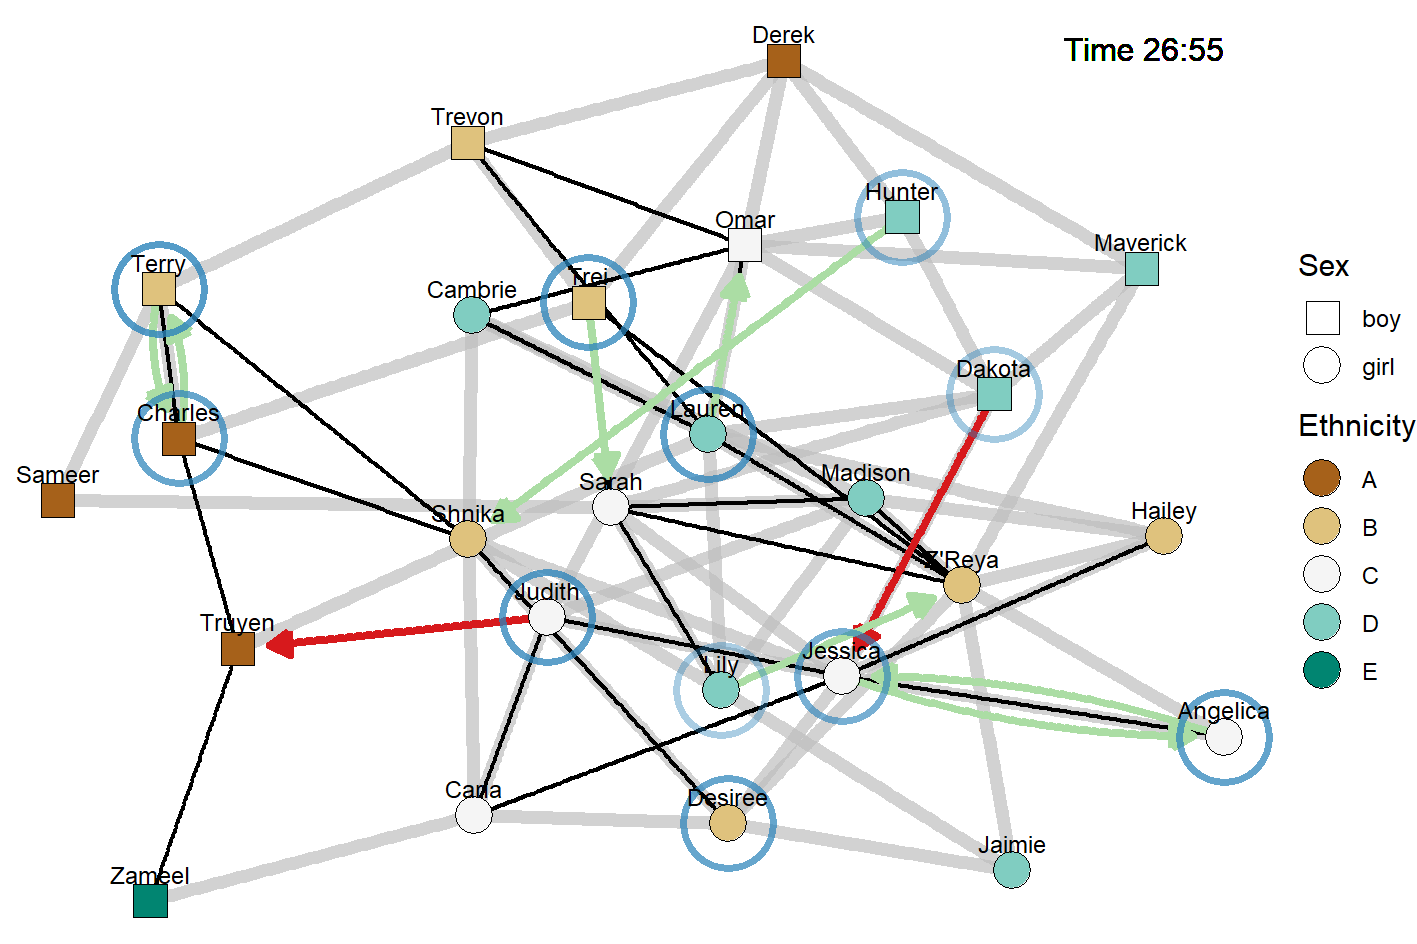 Derek
Time 26:55
Trevon
Hunter
Omar
Maverick
Terry
Trei
Cambrie
Sex
boy
girl
Dakota
Charles
Lauren
Ethnicity
Sameer
Sarah
Madison
A
Shnika
Hailey
B
Z'Reya
C
Judith
Truyen
D
Jessica
Lily
E
Angelica
Carla
Desiree
Jaimie
Zameel